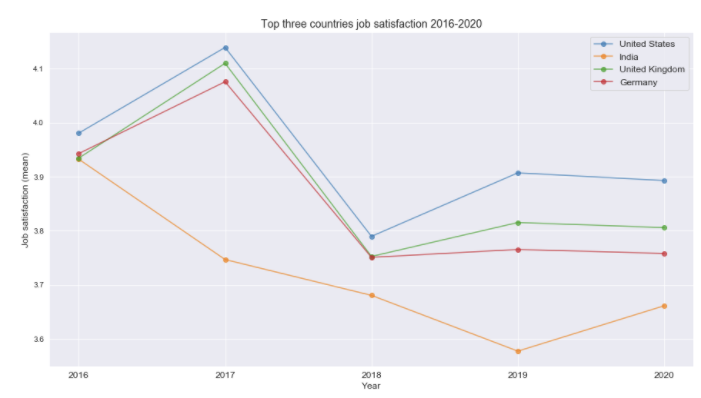 Top three countries job satisfaction 2016-2020
United States
India
United Kingdom
Germany
Job satisfaction (mean)
4.1
4.0
3.9
3.8
3.7
3.6
2016 2017 2018 2019 2020
Year